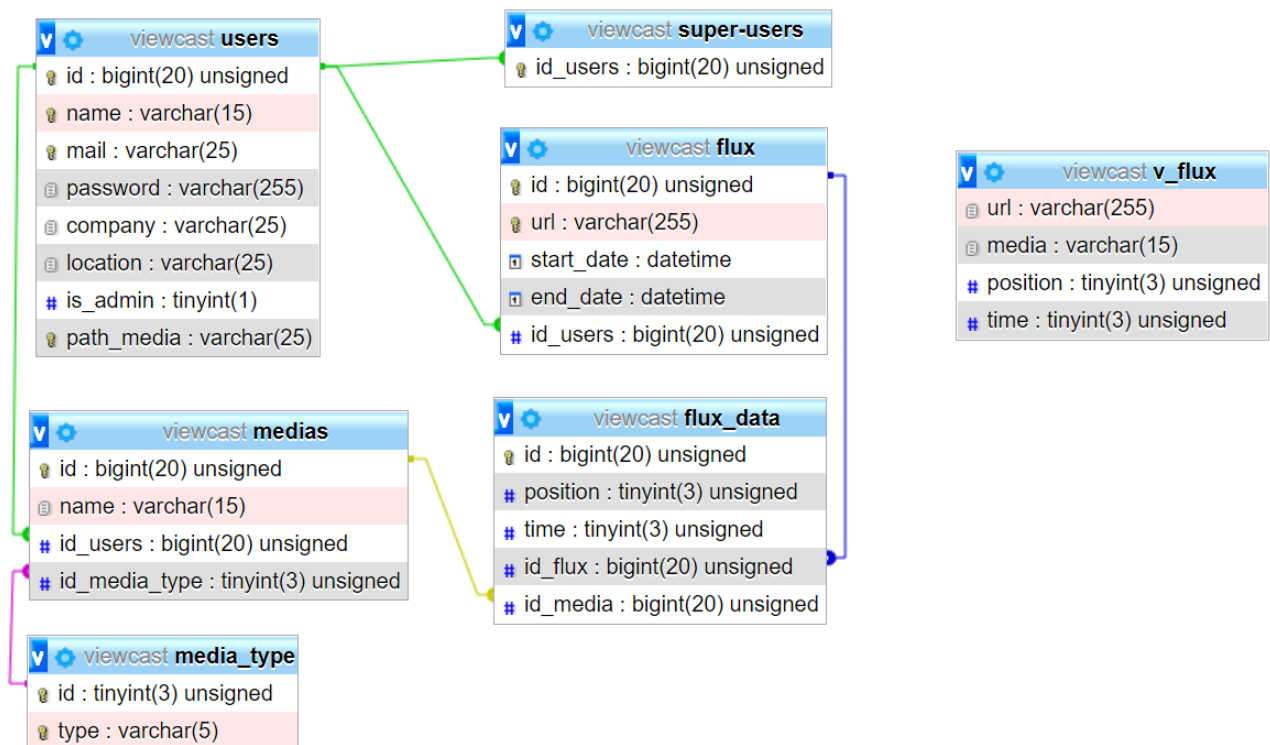 viewcast users
id : bigint(20) unsigned
name : varchar(15)
mail : varchar(25)
password : varchar(255)
company : varchar(25)
location : varchar(25)
is_admin : tinyint(1)
path_media : varchar(25)
viewcast super-users
id_users : bigint(20) unsigned
viewcast flux
id : bigint(20) unsigned
url : varchar(255)
start_date : datetime
end_date : datetime
id_users : bigint(20) unsigned
viewcast v_flux
url : varchar(255)
media : varchar(15)
position : tinyint(3) unsigned
time : tinyint(3) unsigned
viewcast medias
id : bigint(20) unsigned
name : varchar(15)
id_users : bigint(20) unsigned
id_media_type : tinyint(3) unsigned
viewcast flux_data
id : bigint(20) unsigned
position : tinyint(3) unsigned
time : tinyint(3) unsigned
id_flux : bigint(20) unsigned
id_media : bigint(20) unsigned
viewcast media_type
id : tinyint(3) unsigned
type : varchar(5)